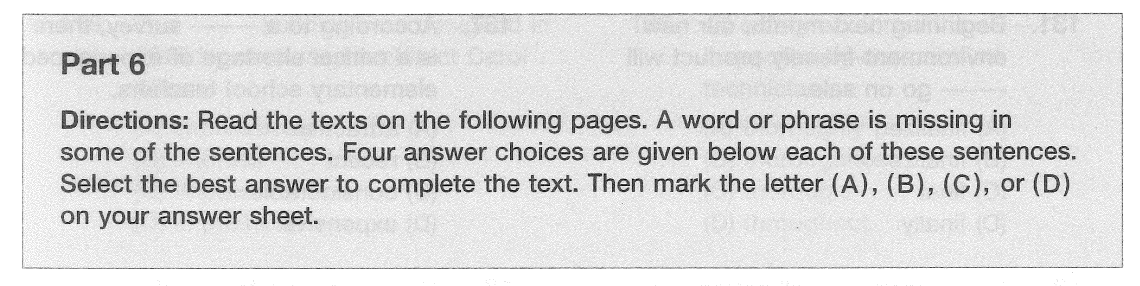 Part 6
Directions: Read the texts on the following pages. A word or phrase is missing in
some of the sentences. Four answer choices are given below each of these sentences.
Select the best answer to complete the text. Then mark the letter (A), (B), (C), or (D)
on your answer sheet.